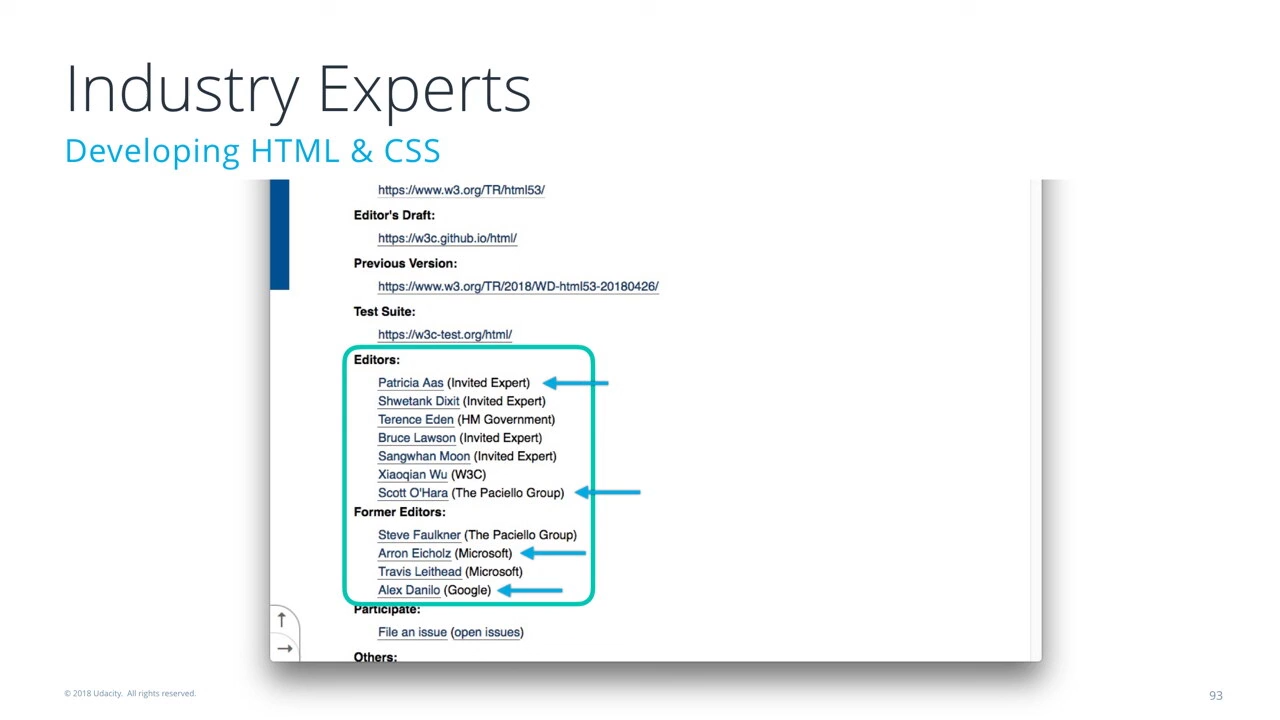 Industry Experts
Developing HTML & CSS
https://www.w3.org/TR/html53/
Editor's Draft:
https://w3c.github.io/html/
Previous Version:
https://www.w3.org/TR/2018/WD-html53-20180426/
Test Suite:
https://w3c-test.org/html/
Editors:
Patricia Aas (Invited Expert)
Shwetank Dixit (Invited Expert)
Terence Eden (HM Government)
Bruce Lawson (Invited Expert)
Sangwhan Moon (Invited Expert)
Xiaoqian Wu (W3C)
Scott O'Hara (The Paciello Group)
Former Editors:
Steve Faulkner (The Paciello Group)
Arron Eicholz (Microsoft)
Travis Leithead (Microsoft)
Alex Danilo (Google)
Participate:
File an issue (open issues)
Others:
© 2018 Udacity. All rights reserved.
93